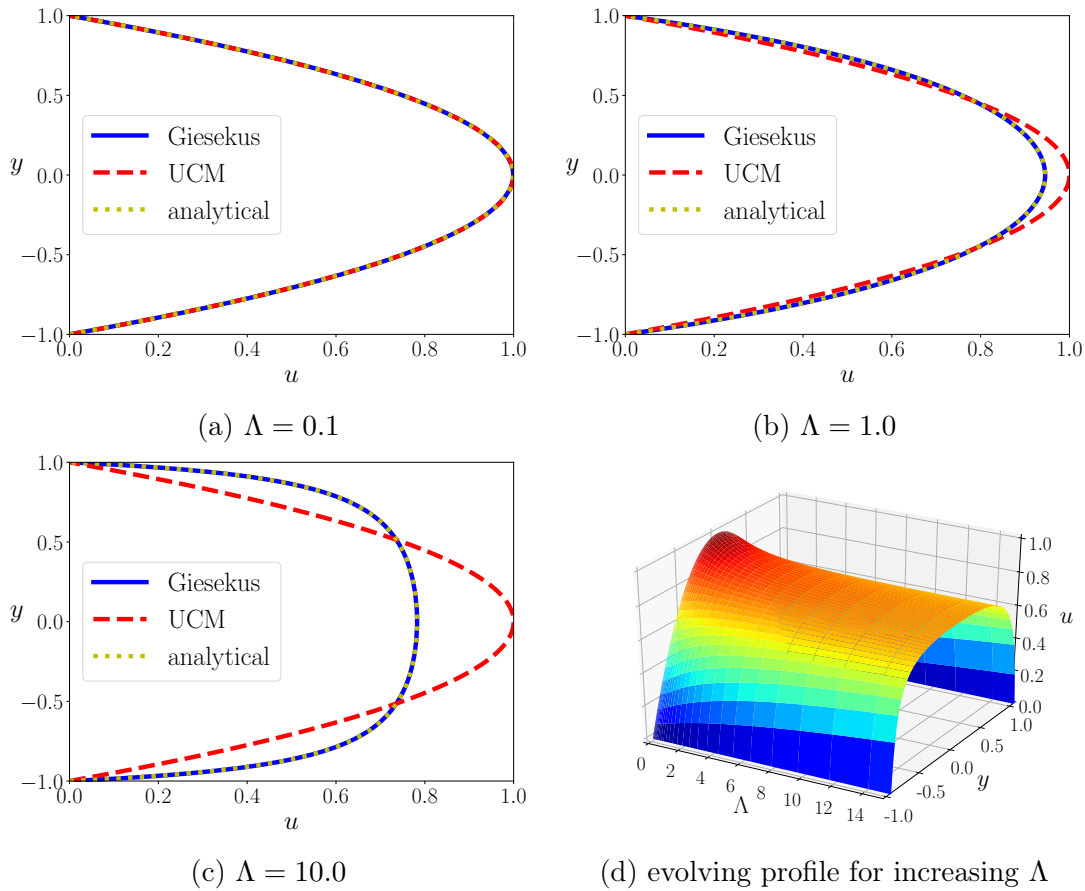 1.0
0.5
y
0.0
−0.5
−1.0
Giesekus
UCM
analytical
0.0 0.2 0.4 0.6 0.8 1.0
u
(a) Λ = 0.1
1.0
0.5
y
0.0
−0.5
−1.0
Giesekus
UCM
analytical
0.0 0.2 0.4 0.6 0.8 1.0
u
(b) Λ = 1.0
1.0
0.5
y
0.0
−0.5
−1.0
Giesekus
UCM
analytical
0.0 0.2 0.4 0.6 0.8 1.0
u
(c) Λ = 10.0
1.0
0.8
0.6
u
0.4
0.2
0.0
1.0
0.5
0.0
y
-0.5
-1.0
0 2 4 6 8 10 12 14
Λ
(d) evolving profile for increasing Λ